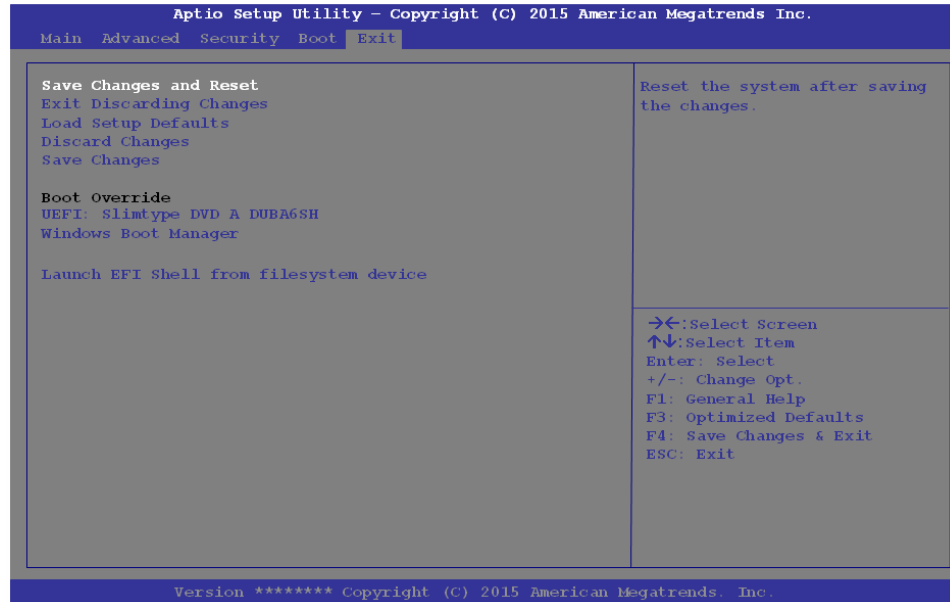 Aptio Setup Utility – Copyright (C) 2015 American Megatrends Inc.
Main Advanced Security Boot Exit
Save Changes and Reset
Exit Discarding Changes
Load Setup Defaults
Discard Changes
Save Changes
Boot Override
UEFI: Slimtype DVD A DUBA6SH
Windows Boot Manager
Launch EFI Shell from filesystem device
Reset the system after saving
the changes.
→←:Select Screen
↑↓:Select Item
Enter: Select
+/-: Change Opt.
F1: General Help
F3: Optimized Defaults
F4: Save Changes & Exit
ESC: Exit
Version ******** Copyright (C) 2015 American Megatrends. Inc.